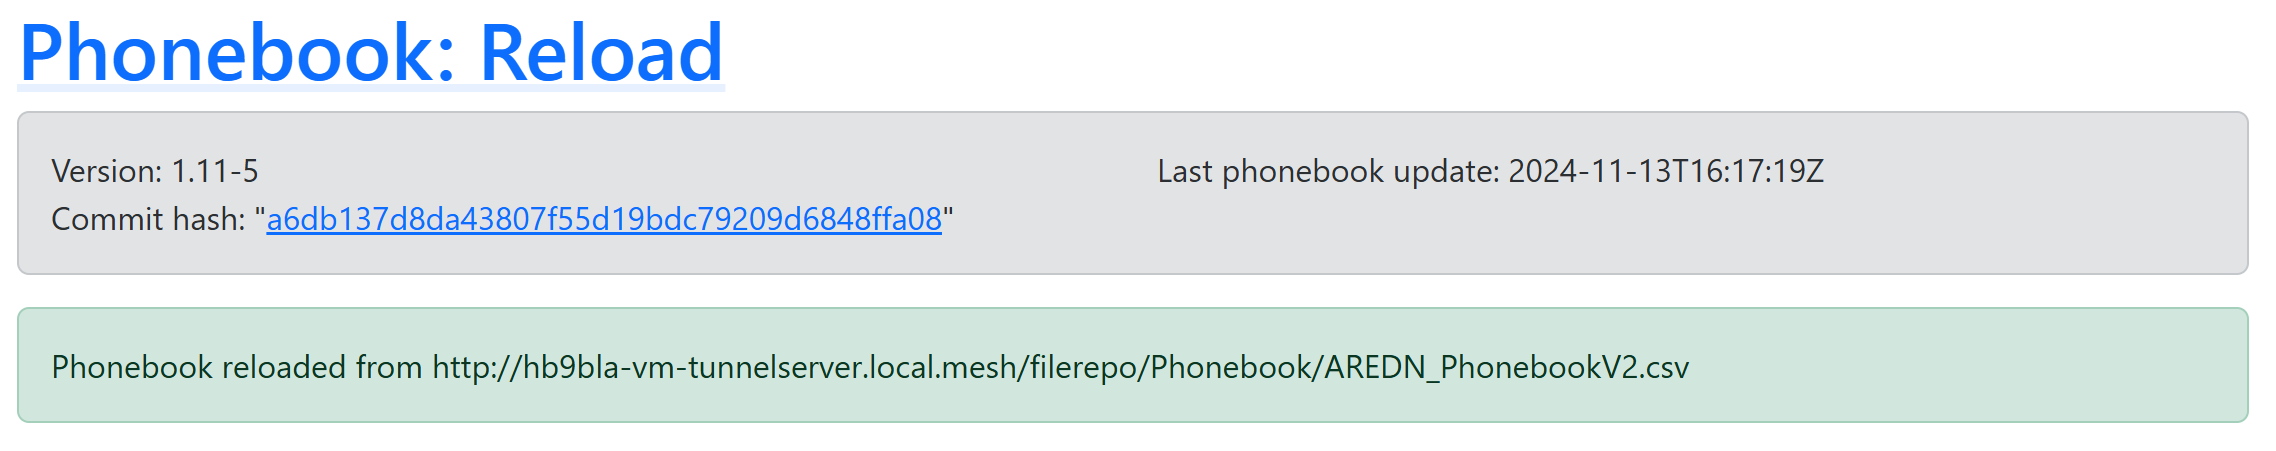 Phonebook: Reload
Version: 1.11-5
Commit hash: "a6db137d8da43807f55d19bdc79209d6848ffa08"
Last phonebook update: 2024-11-13T16:17:19Z
Phonebook reloaded from http://hb9bla-vm-tunnelserver.local.mesh/filerepo/Phonebook/AREDN_PhonebookV2.csv